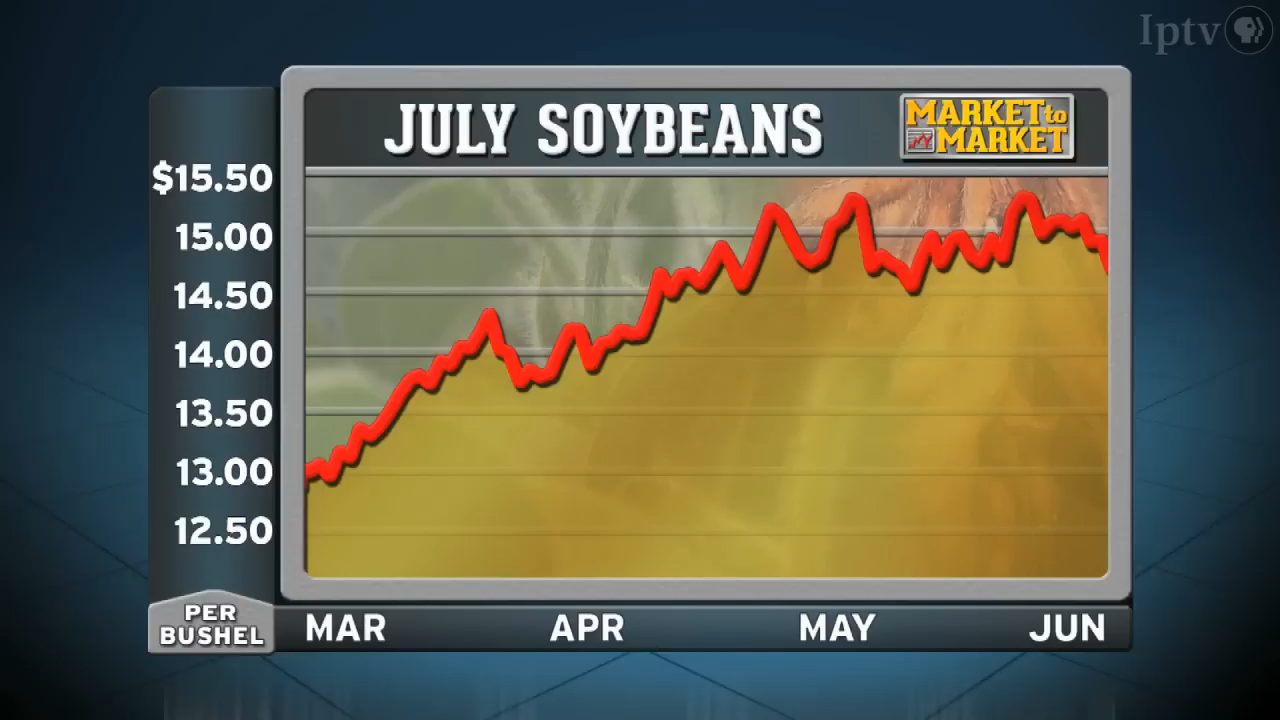 Iptv
JULY SOYBEANS
MARKET to
MARKET
$15.50
15.00
14.50
14.00
13.50
13.00
12.50
PER
BUSHEL
MAR APR MAY JUN